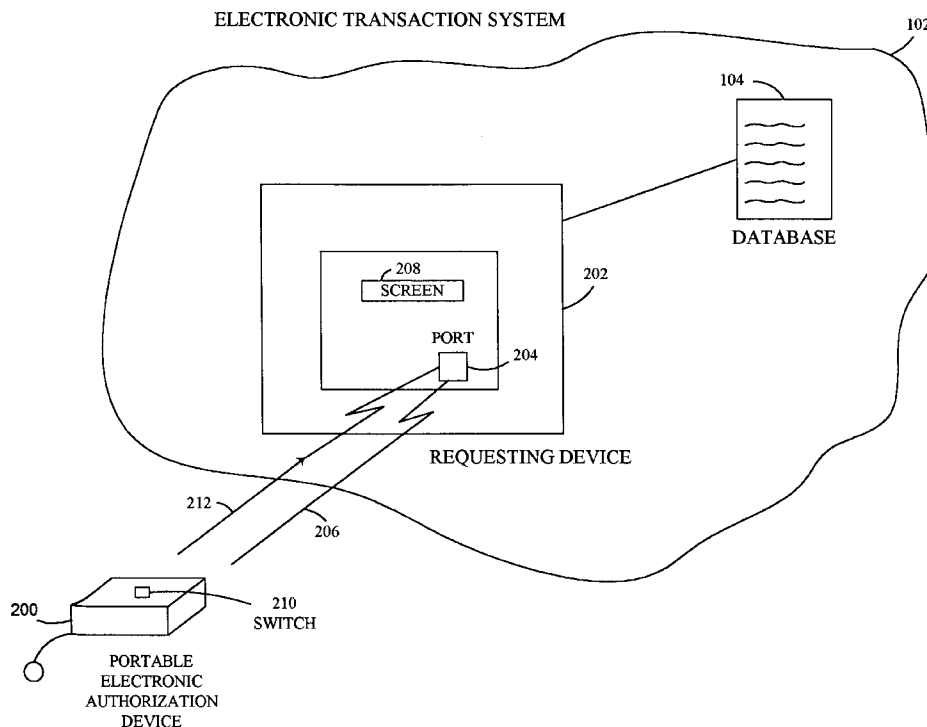 ELECTRONIC TRANSACTION SYSTEM
102
104
DATABASE
208
SCREEN
202
PORT
204
REQUESTING DEVICE
212
206
200
210
SWITCH
PORTABLE
ELECTRONIC
AUTHORIZATION
DEVICE